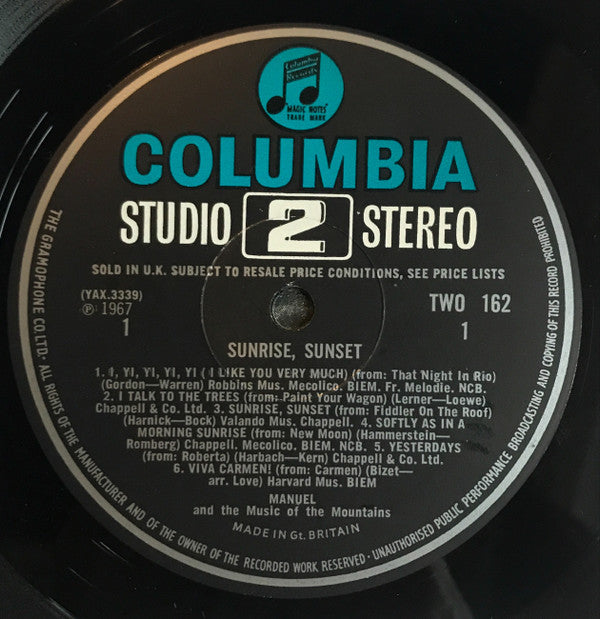 Columbia
Records
"MAGIC NOTES"
TRADE MARK
COLUMBIA
STUDIO 2 STEREO
SOLD IN U.K. SUBJECT TO RESALE PRICE CONDITIONS, SEE PRICE LISTS
(YAX.3339)
Ⓟ 1967
1
TWO 162
1
SUNRISE, SUNSET
1. I, YI, YI, YI, YI ( I LIKE YOU VERY MUCH) (from: That Night In Rio)
(Gordon—Warren) Robbins Mus. Mecolico. BIEM. Fr. Melodie. NCB.
2. I TALK TO THE TREES (from: Paint Your Wagon) (Lerner—Loewe)
Chappell & Co. Ltd. 3. SUNRISE, SUNSET (from: Fiddler On The Roof)
(Harnick—Bock) Valando Mus. Chappell. 4. SOFTLY AS IN A
MORNING SUNRISE (from: New Moon) (Hammerstein—
Romberg) Chappell. Mecolico. BIEM. NCB. 5. YESTERDAYS
(from: Roberta) (Harbach—Kern) Chappell & Co. Ltd.
6. VIVA CARMEN! (from: Carmen) (Bizet—
arr. Love) Harvard Mus. BIEM
MANUEL
and the Music of the Mountains
MADE IN Gt. BRITAIN
THE GRAMOPHONE CO. LTD. · ALL RIGHTS OF THE MANUFACTURER AND OF THE OWNER OF THE RECORDED WORK RESERVED · UNAUTHORISED PUBLIC PERFORMANCE BROADCASTING AND COPYING OF THIS RECORD PROHIBITED